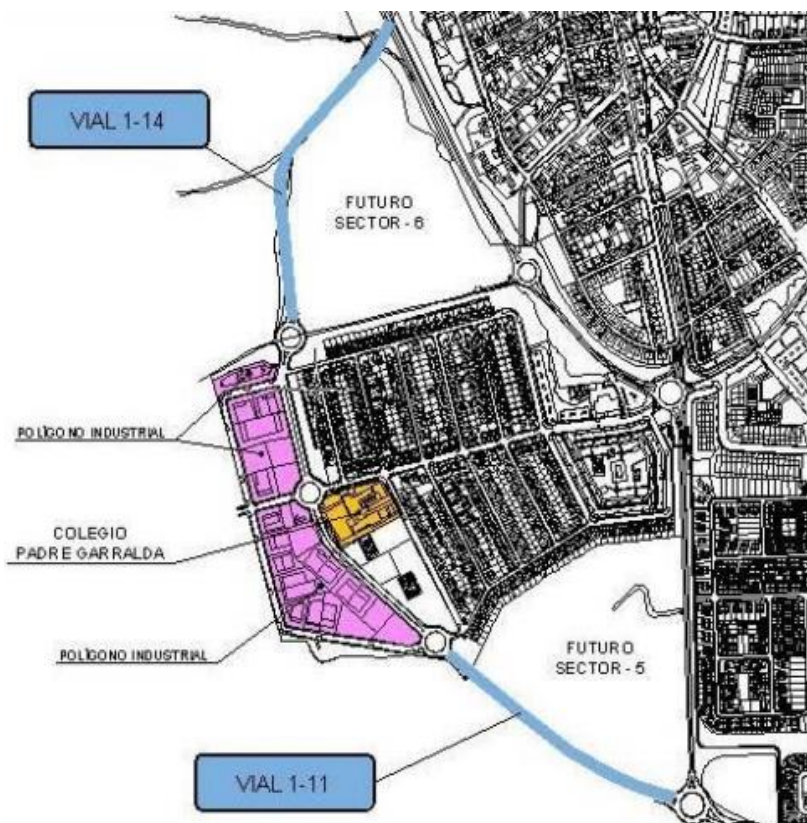 VIAL 1-14
FUTURO
SECTOR - 6
POLÍGONO INDUSTRIAL
COLEGIO
PADRE GARRALDA
POLÍGONO INDUSTRIAL
FUTURO
SECTOR - 5
VIAL 1-11